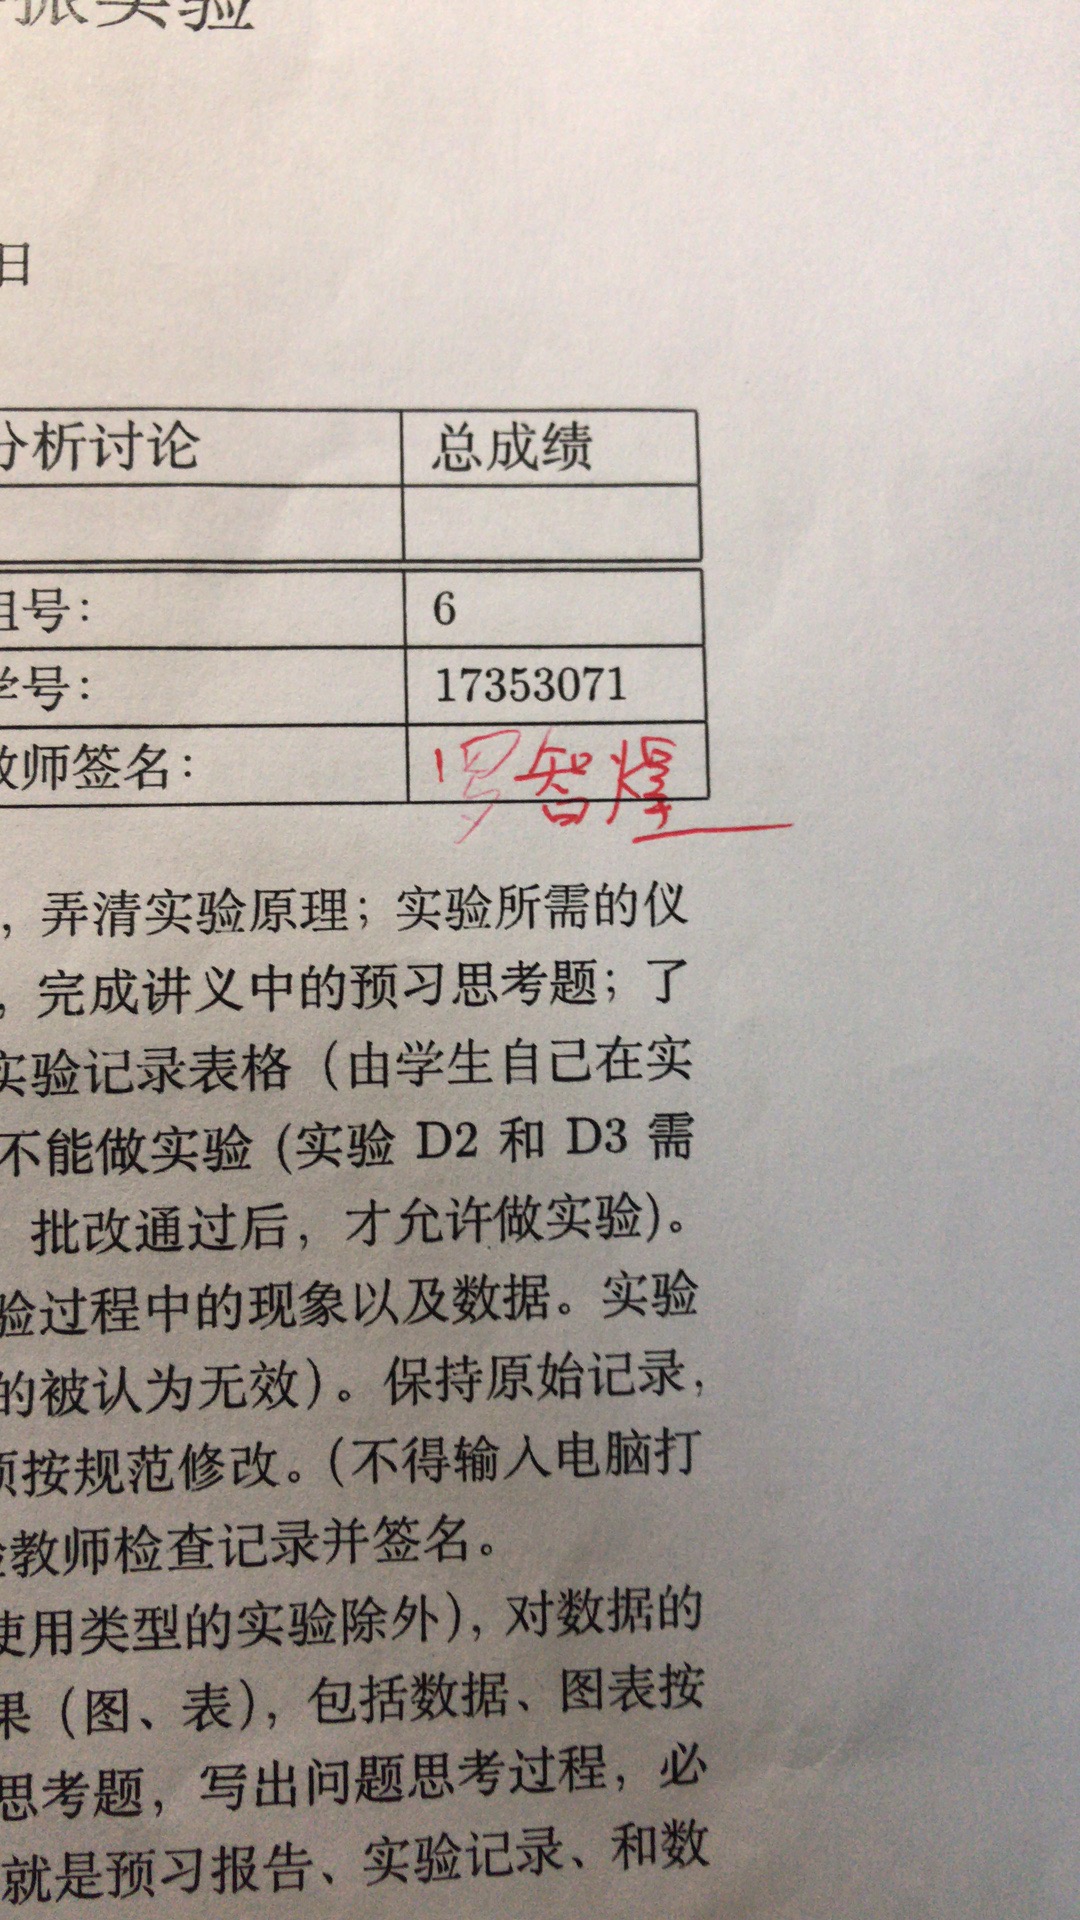 振实验
日
分析讨论 总成绩
组号: 6
学号: 17353071
教师签名: 罗智煌
，弄清实验原理；实验所需的仪
，完成讲义中的预习思考题；了
实验记录表格（由学生自己在实
不能做实验 (实验 D2 和 D3 需
批改通过后，才允许做实验)。
验过程中的现象以及数据。实验
的被认为无效）。保持原始记录，
须按规范修改。（不得输入电脑打
验教师检查记录并签名。
使用类型的实验除外），对数据的
果（图、表），包括数据、图表按
思考题，写出问题思考过程，必
就是预习报告、实验记录、和数